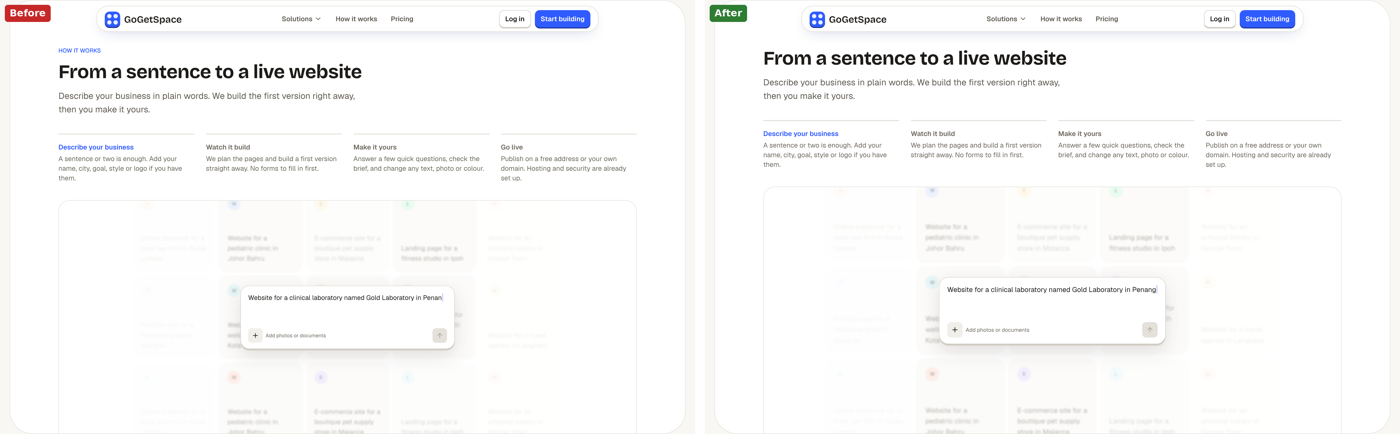 Before
GoGetSpace
Solutions
How it works
Pricing
Log in
Start building
HOW IT WORKS
From a sentence to a live website
Describe your business in plain words. We build the first version right away,
then you make it yours.
Describe your business
A sentence or two is enough. Add your
name, city, goal, style or logo if you have
them.
Watch it build
We plan the pages and build a first version
straight away. No forms to fill in first.
Make it yours
Answer a few quick questions, check the
brief, and change any text, photo or colour.
Go live
Publish on a free address or your own
domain. Hosting and security are already
set up.
Website for a
pediatric clinic in
Johor Bahru
E-commerce site for a
boutique pet supply
store in Malacca
Landing page for a
fitness studio in Ipoh
Website for a clinical laboratory named Gold Laboratory in Penan
Add photos or documents
Website for a
pediatric clinic in
E-commerce site for a
boutique pet supply
Landing page for a
fitness studio in Ipoh
After
GoGetSpace
Solutions
How it works
Pricing
Log in
Start building
From a sentence to a live website
Describe your business in plain words. We build the first version right away,
then you make it yours.
Describe your business
A sentence or two is enough. Add your
name, city, goal, style or logo if you have
them.
Watch it build
We plan the pages and build a first version
straight away. No forms to fill in first.
Make it yours
Answer a few quick questions, check the
brief, and change any text, photo or colour.
Go live
Publish on a free address or your own
domain. Hosting and security are already
set up.
Website for a
pediatric clinic in
Johor Bahru
E-commerce site for a
boutique pet supply
store in Malacca
Landing page for a
fitness studio in Ipoh
Website for a clinical laboratory named Gold Laboratory in Penang
Add photos or documents
Website for a
pediatric clinic in
E-commerce site for a
boutique pet supply
Landing page for a
fitness studio in Ipoh